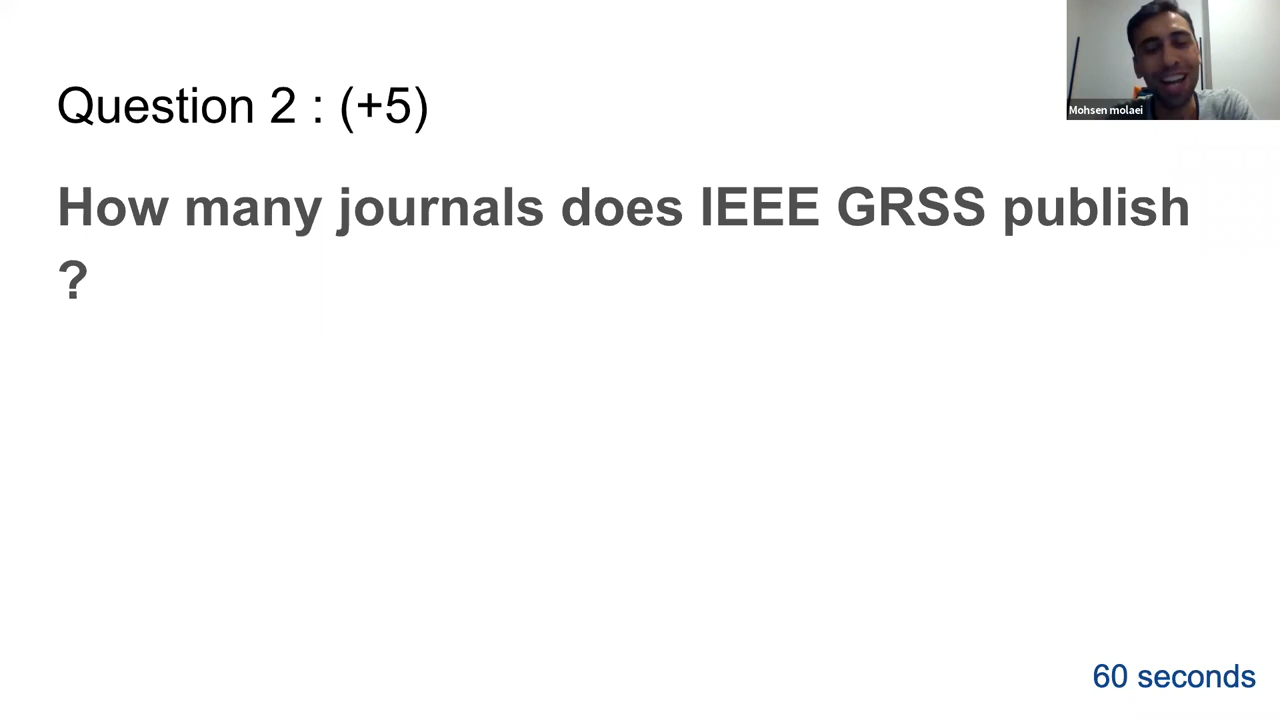 Question 2 : (+5)
Mohsen molaei
How many journals does IEEE GRSS publish
?
60 seconds